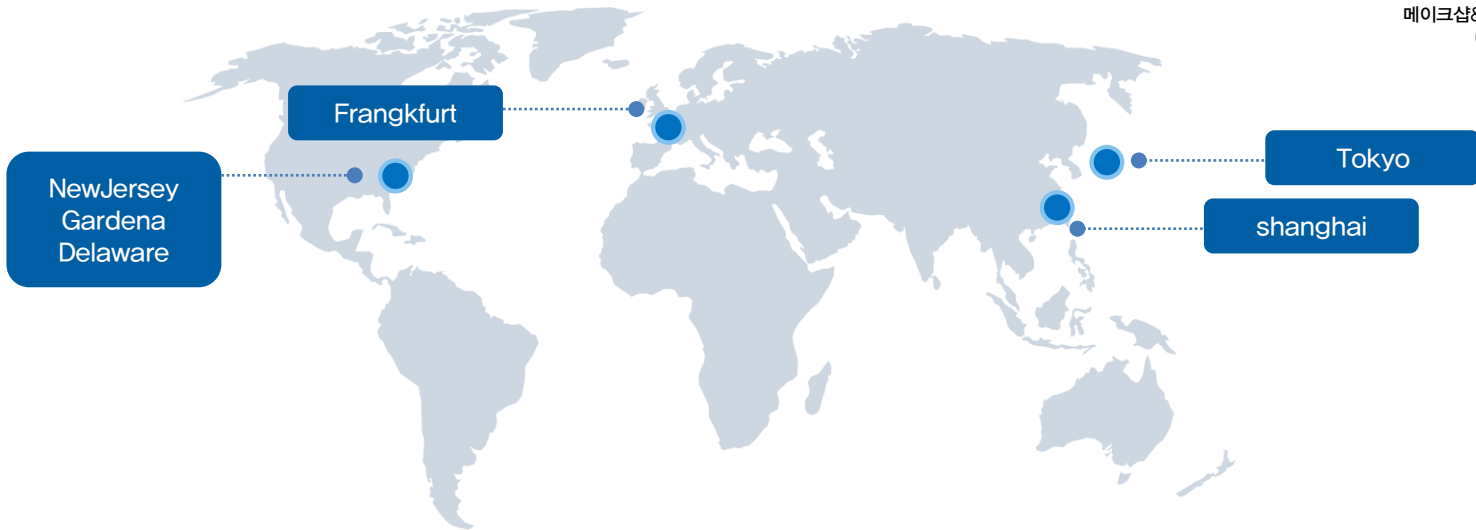 메이크샵&
Frangkfurt
NewJersey
Gardena
Delaware
Tokyo
shanghai